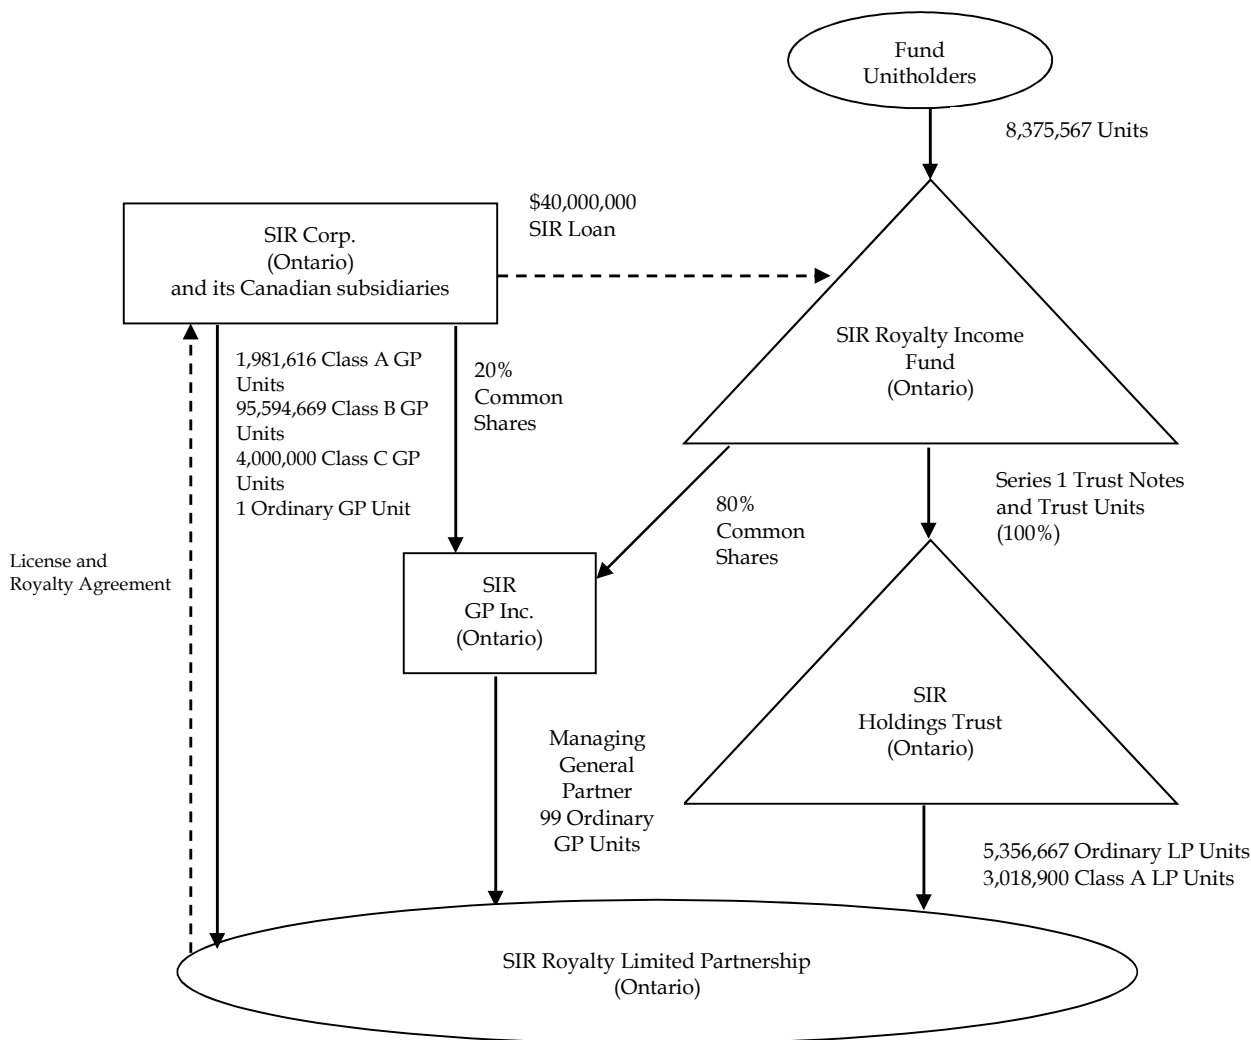 Fund
Unitholders
8,375,567 Units
$40,000,000
SIR Loan
SIR Corp.
(Ontario)
and its Canadian subsidiaries
SIR Royalty Income
Fund
(Ontario)
1,981,616 Class A GP
Units
95,594,669 Class B GP
Units
4,000,000 Class C GP
Units
1 Ordinary GP Unit
20%
Common
Shares
80%
Common
Shares
Series 1 Trust Notes
and Trust Units
(100%)
License and
Royalty Agreement
SIR
GP Inc.
(Ontario)
SIR
Holdings Trust
(Ontario)
Managing
General
Partner
99 Ordinary
GP Units
5,356,667 Ordinary LP Units
3,018,900 Class A LP Units
SIR Royalty Limited Partnership
(Ontario)